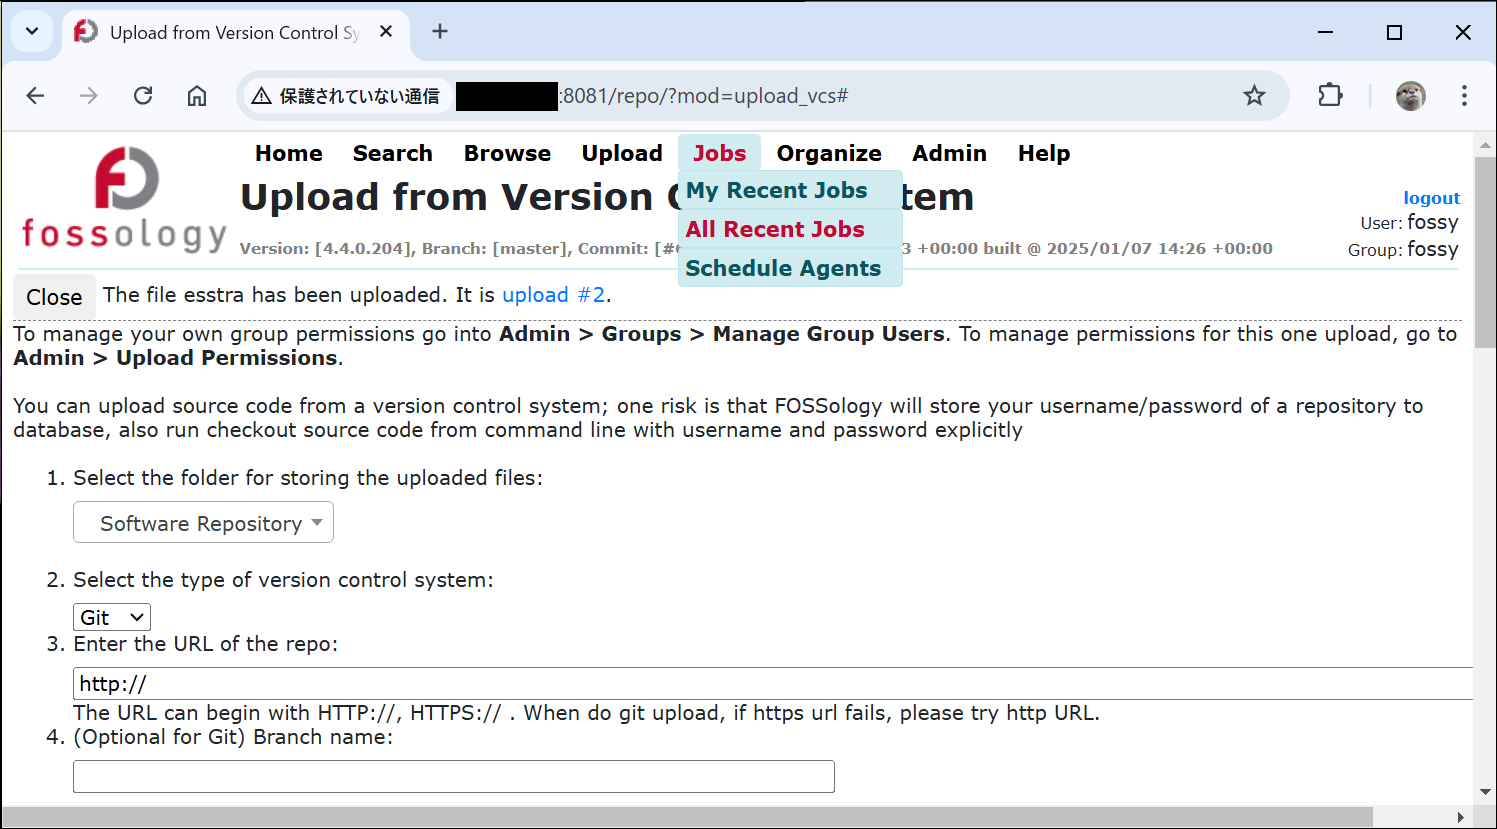 Upload from Version Control Sy
保護されていない通信 :8081/repo/?mod=upload_vcs#
Home Search Browse Upload Jobs Organize Admin Help
My Recent Jobs
All Recent Jobs
Schedule Agents
fossology
Upload from Version C tem
logout
User: fossy
Group: fossy
Version: [4.4.0.204], Branch: [master], Commit: [# 3 +00:00 built @ 2025/01/07 14:26 +00:00
Close The file esstra has been uploaded. It is upload #2.
To manage your own group permissions go into Admin > Groups > Manage Group Users. To manage permissions for this one upload, go to
Admin > Upload Permissions.
You can upload source code from a version control system; one risk is that FOSSology will store your username/password of a repository to
database, also run checkout source code from command line with username and password explicitly
1. Select the folder for storing the uploaded files:
Software Repository
2. Select the type of version control system:
Git
3. Enter the URL of the repo:
http://
The URL can begin with HTTP://, HTTPS:// . When do git upload, if https url fails, please try http URL.
4. (Optional for Git) Branch name: